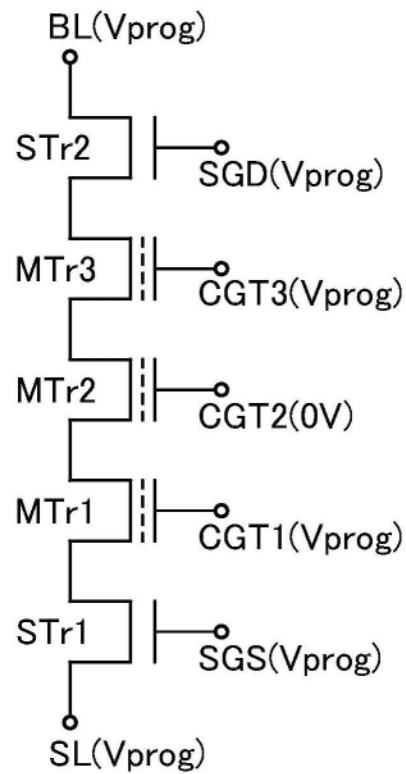 BL(Vprog)
STr2
SGD(Vprog)
MTr3
CGT3(Vprog)
MTr2
CGT2(0V)
MTr1
CGT1(Vprog)
STr1
SGS(Vprog)
SL(Vprog)